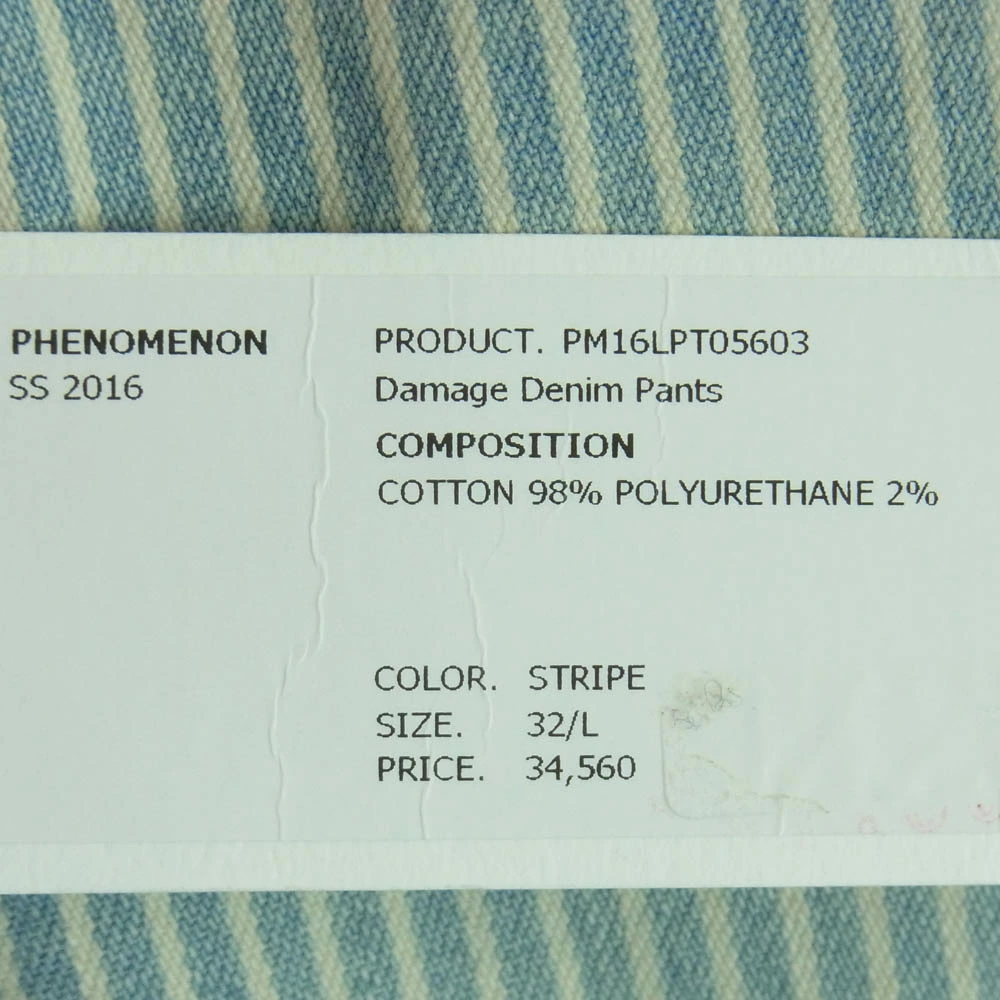 PHENOMENON
SS 2016
PRODUCT. PM16LPT05603
Damage Denim Pants
COMPOSITION
COTTON 98% POLYURETHANE 2%
COLOR. STRIPE
SIZE. 32/L
PRICE. 34,560